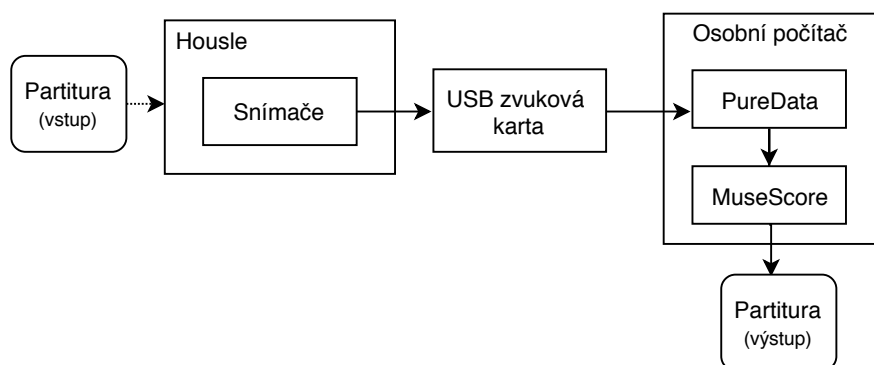 Partitura
(vstup)
Housle
Snímače
USB zvuková
karta
Osobní počítač
PureData
MuseScore
Partitura
(výstup)